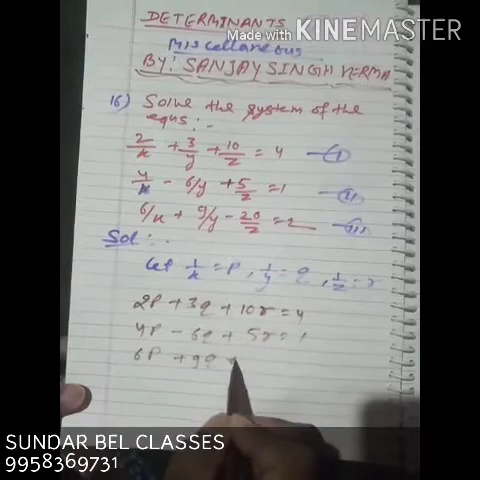 DETERMINANTS
Made with KINEMASTER
Miscellaneous
BY: SANJAY SINGH VERMA
16) Solve the system of the
equs:-
2/x + 3/y + 10/z = 4 —(I)
4/x - 6/y + 5/z = 1 —(II)
6/x + 9/y - 20/z = 2 —(III)
Sol:-
Let 1/x = P, 1/y = q, 1/z = r
2P + 3q + 10r = 4
4P - 6q + 5r = 1
6P + 9q
SUNDAR BEL CLASSES
9958369731